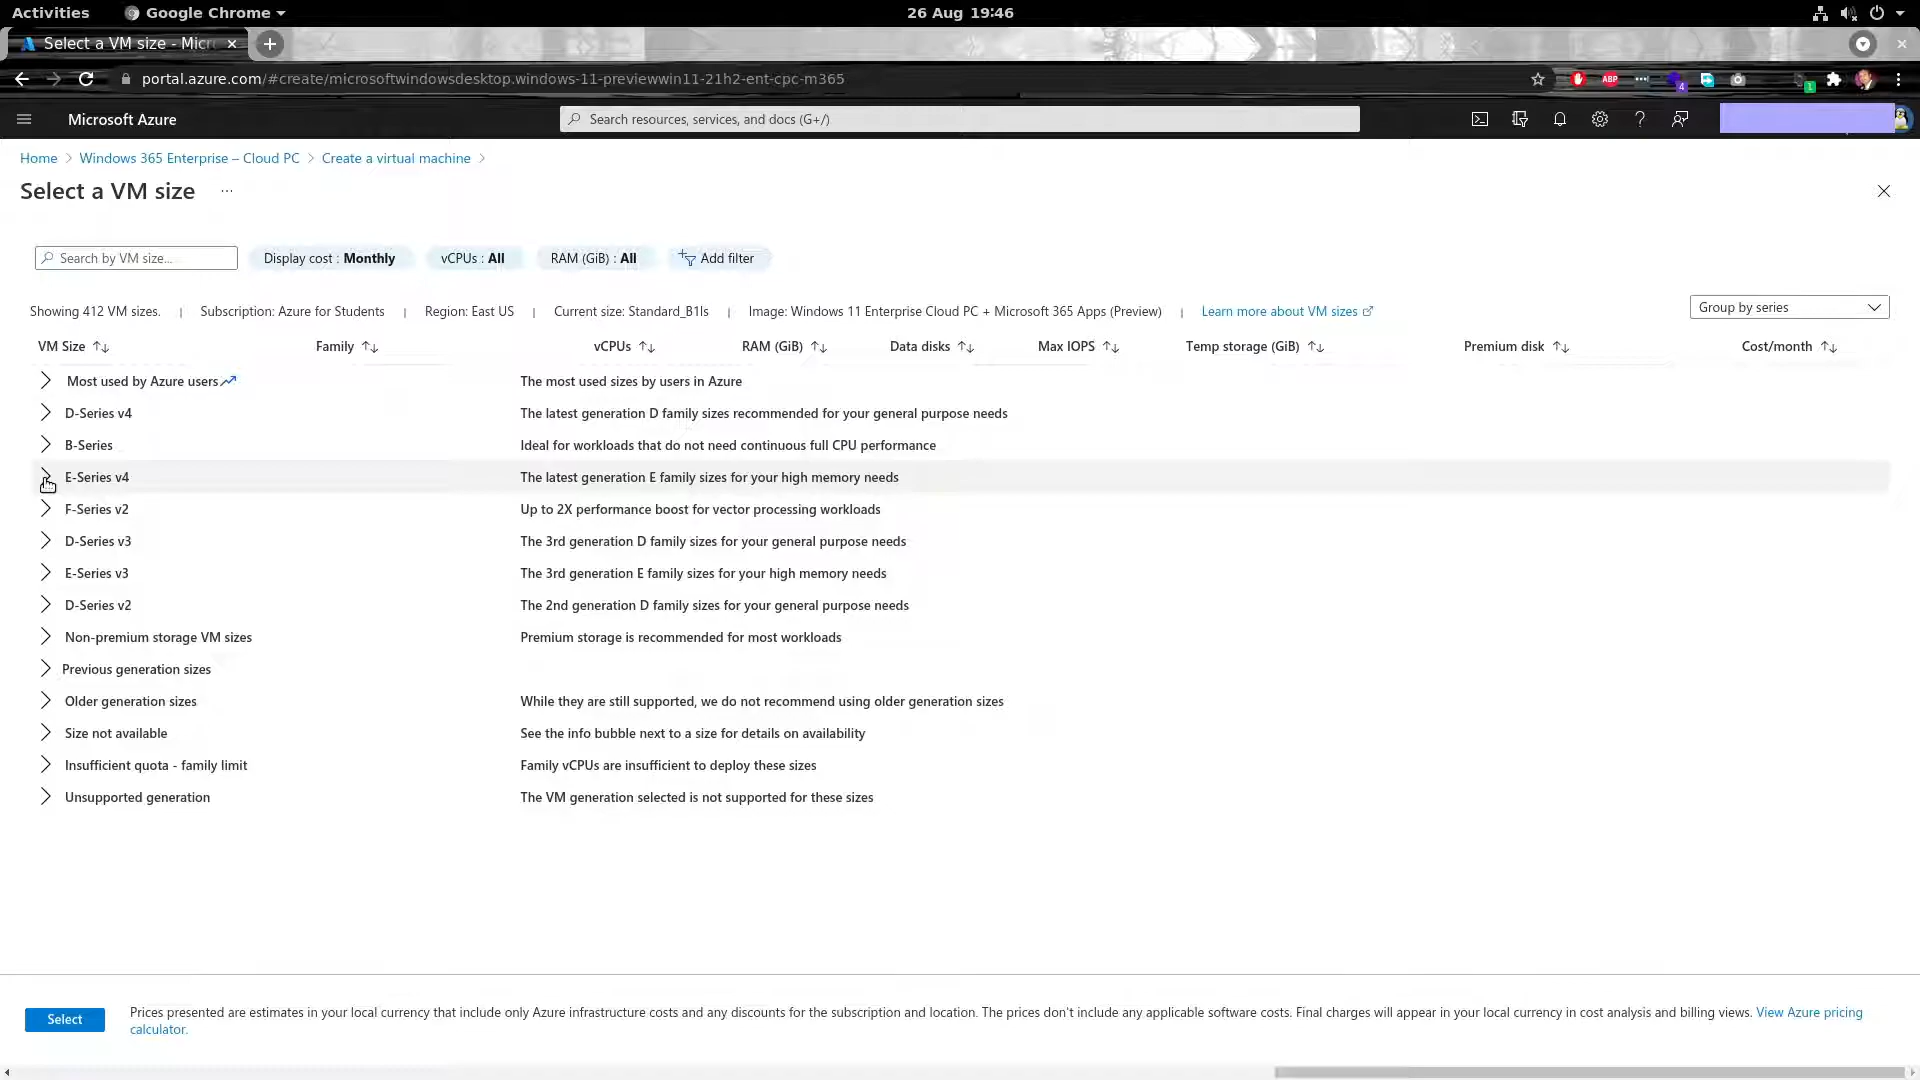 Activities Google Chrome 26 Aug 19:46
Select a VM size - Micr
portal.azure.com/#create/microsoftwindowsdesktop.windows-11-previewwin11-21h2-ent-cpc-m365 ABP 4 1
Microsoft Azure Search resources, services, and docs (G+/)
Home > Windows 365 Enterprise – Cloud PC > Create a virtual machine >
Select a VM size ...
Search by VM size... Display cost : Monthly vCPUs : All RAM (GiB) : All Add filter
Showing 412 VM sizes. | Subscription: Azure for Students | Region: East US | Current size: Standard_B1ls | Image: Windows 11 Enterprise Cloud PC + Microsoft 365 Apps (Preview) | Learn more about VM sizes Group by series
VM Size Family vCPUs RAM (GiB) Data disks Max IOPS Temp storage (GiB) Premium disk Cost/month
Most used by Azure users The most used sizes by users in Azure
D-Series v4 The latest generation D family sizes recommended for your general purpose needs
B-Series Ideal for workloads that do not need continuous full CPU performance
E-Series v4 The latest generation E family sizes for your high memory needs
F-Series v2 Up to 2X performance boost for vector processing workloads
D-Series v3 The 3rd generation D family sizes for your general purpose needs
E-Series v3 The 3rd generation E family sizes for your high memory needs
D-Series v2 The 2nd generation D family sizes for your general purpose needs
Non-premium storage VM sizes Premium storage is recommended for most workloads
Previous generation sizes
Older generation sizes While they are still supported, we do not recommend using older generation sizes
Size not available See the info bubble next to a size for details on availability
Insufficient quota - family limit Family vCPUs are insufficient to deploy these sizes
Unsupported generation The VM generation selected is not supported for these sizes
Select Prices presented are estimates in your local currency that include only Azure infrastructure costs and any discounts for the subscription and location. The prices don't include any applicable software costs. Final charges will appear in your local currency in cost analysis and billing views. View Azure pricing
calculator.